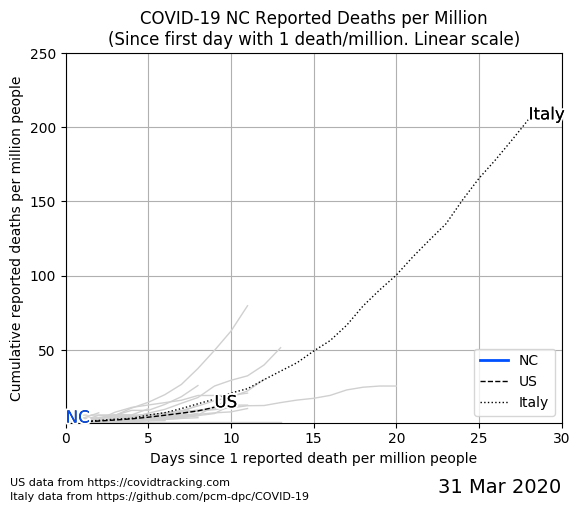 COVID-19 NC Reported Deaths per Million
(Since first day with 1 death/million. Linear scale)
Cumulative reported deaths per million people
250
200
150
100
50
Italy
US
NC
NC
US
Italy
0 5 10 15 20 25 30
Days since 1 reported death per million people
US data from https://covidtracking.com
Italy data from https://github.com/pcm-dpc/COVID-19
31 Mar 2020